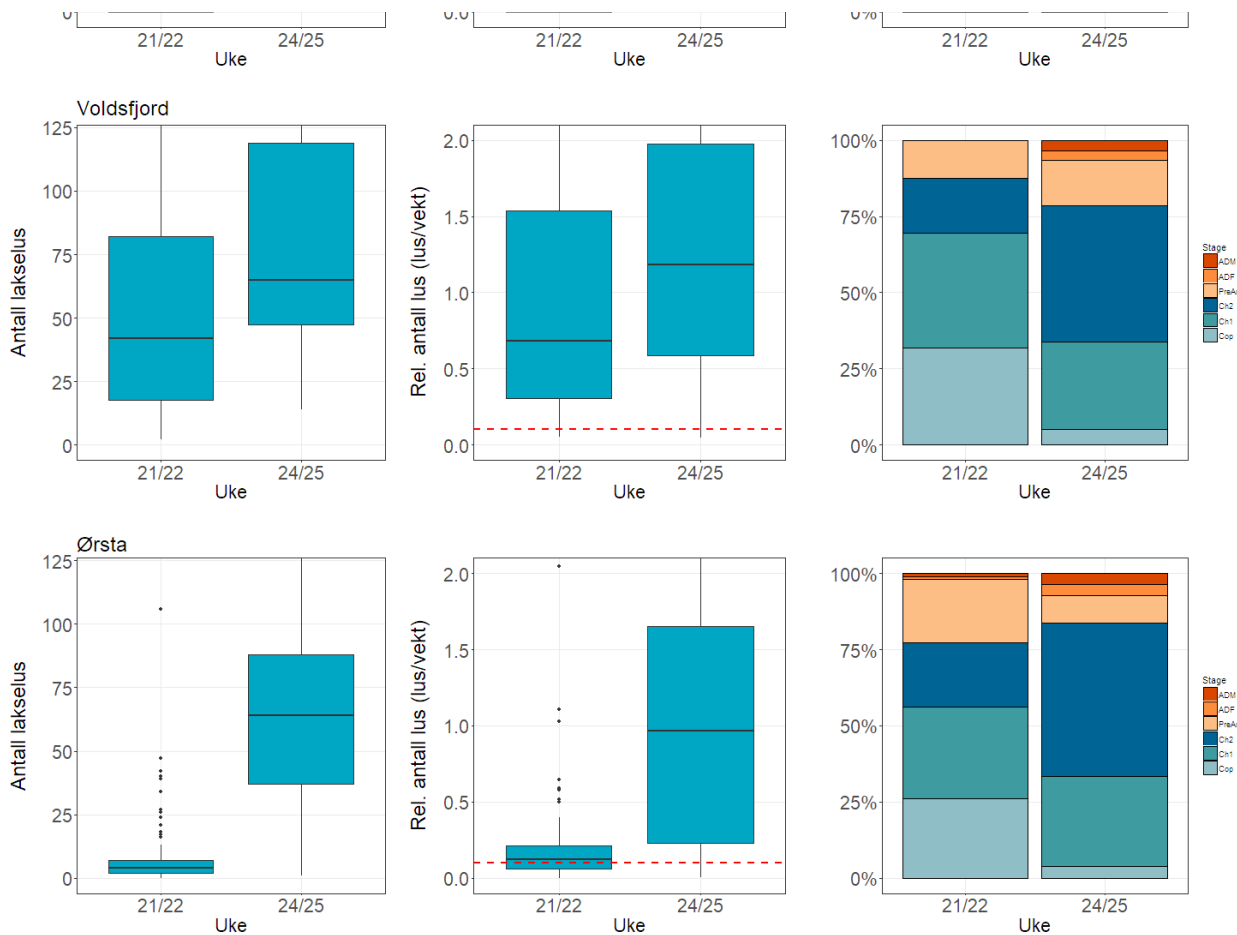 0 0.0 0%
21/22 24/25 21/22 24/25 21/22 24/25
Uke Uke Uke
Voldsfjord
Antall lakselus
125
100
75
50
25
0
21/22 24/25
Uke
Rel. antall lus (lus/vekt)
2.0
1.5
1.0
0.5
0.0
21/22 24/25
Uke
100%
75%
50%
25%
0%
21/22 24/25
Uke
Stage
ADM
ADF
PreA
Ch2
Ch1
Cop
Ørsta
Antall lakselus
125
100
75
50
25
0
21/22 24/25
Uke
Rel. antall lus (lus/vekt)
2.0
1.5
1.0
0.5
0.0
21/22 24/25
Uke
100%
75%
50%
25%
0%
21/22 24/25
Uke
Stage
ADM
ADF
PreA
Ch2
Ch1
Cop